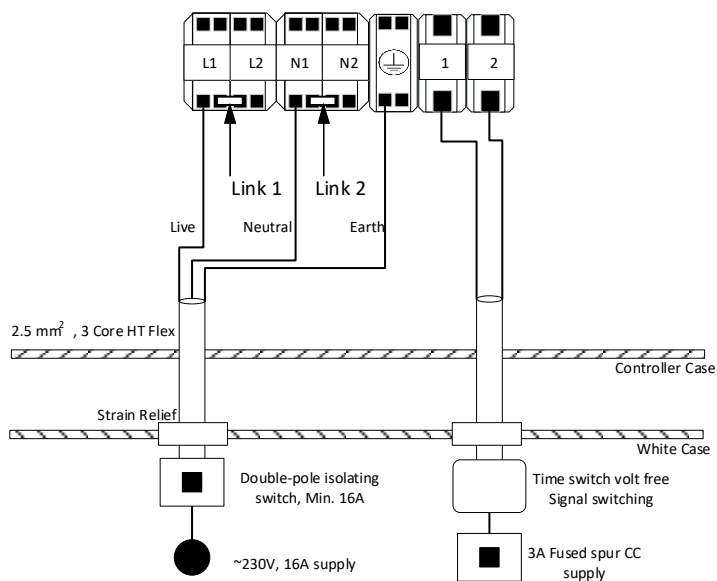 L1 L2 N1 N2 1 2
Link 1 Link 2
Live Neutral Earth
2.5 mm² , 3 Core HT Flex
Controller Case
Strain Relief
White Case
Double-pole isolating
switch, Min. 16A
Time switch volt free
Signal switching
~230V, 16A supply
3A Fused spur CC
supply